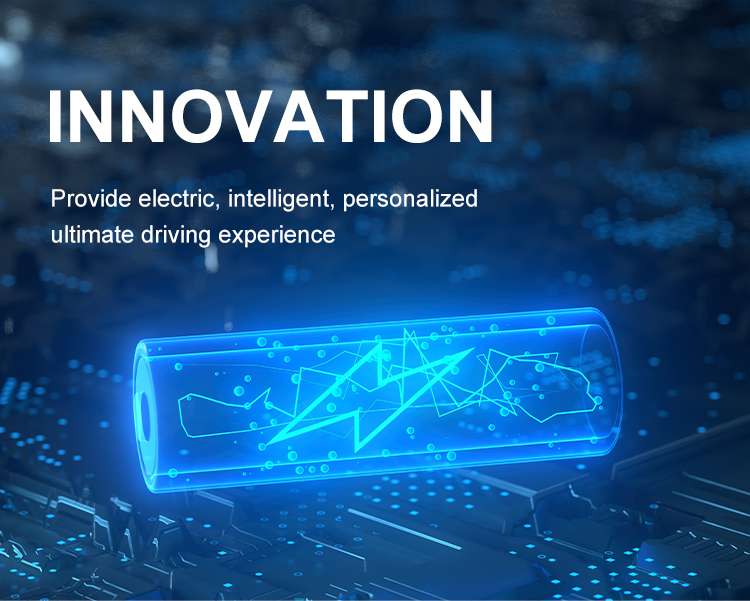 INNOVATION
Provide electric, intelligent, personalized
ultimate driving experience